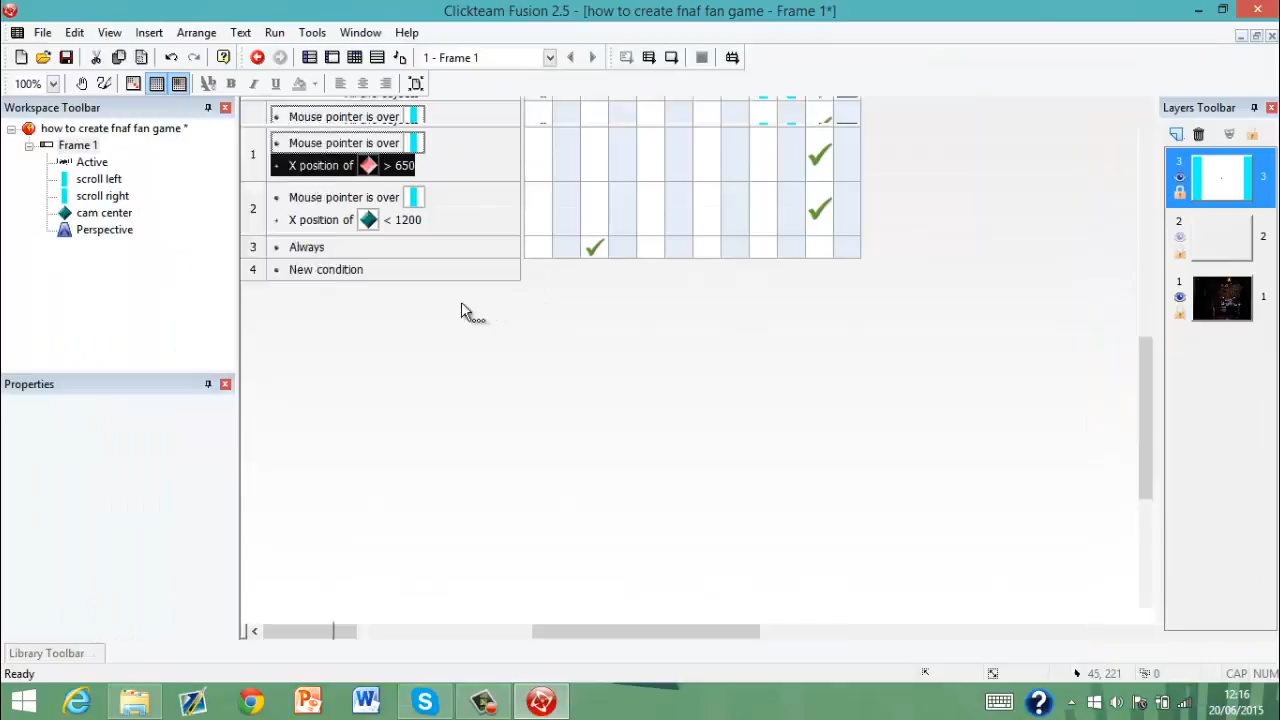 Clickteam Fusion 2.5 - [how to create fnaf fan game - Frame 1*]
File Edit View Insert Arrange Text Run Tools Window Help
1 - Frame 1
100%
B I U
Workspace Toolbar
Layers Toolbar
how to create fnaf fan game *
Frame 1
Active
scroll left
scroll right
cam center
Perspective
Mouse pointer is over
1 Mouse pointer is over
X position of > 650
2 Mouse pointer is over
X position of < 1200
3 Always
4 New condition
3 3
2 2
1 1
Properties
Library Toolbar
Ready
45, 221
0
CAP NUM
12:16
20/06/2015